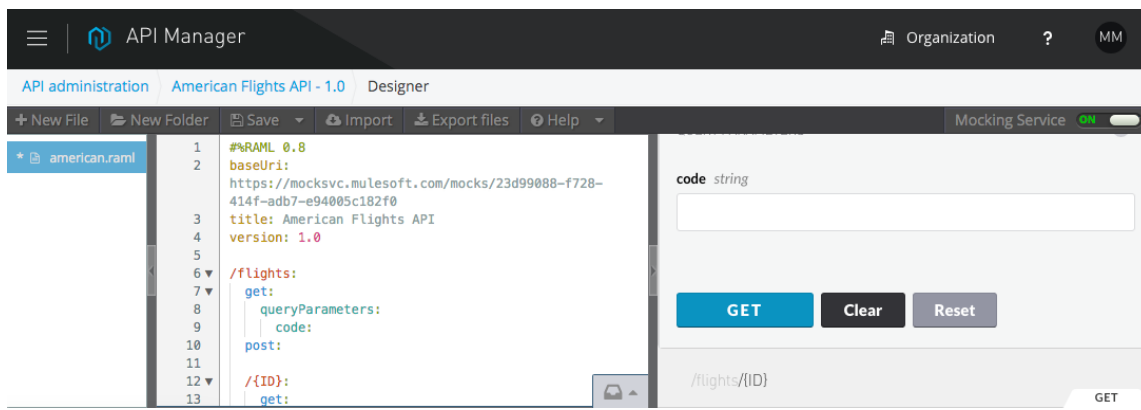 API Manager
Organization
?
MM
API administration
American Flights API - 1.0
Designer
+ New File
New Folder
Save
Import
Export files
Help
Mocking Service
ON
* american.raml
1 #%RAML 0.8
2 baseUri:
https://mocksvc.mulesoft.com/mocks/23d99088-f728-
414f-adb7-e94005c182f0
3 title: American Flights API
4 version: 1.0
5
6 /flights:
7 get:
8 queryParameters:
9 code:
10 post:
11
12 /{ID}:
13 get:
code string
GET
Clear
Reset
/flights/{ID}
GET